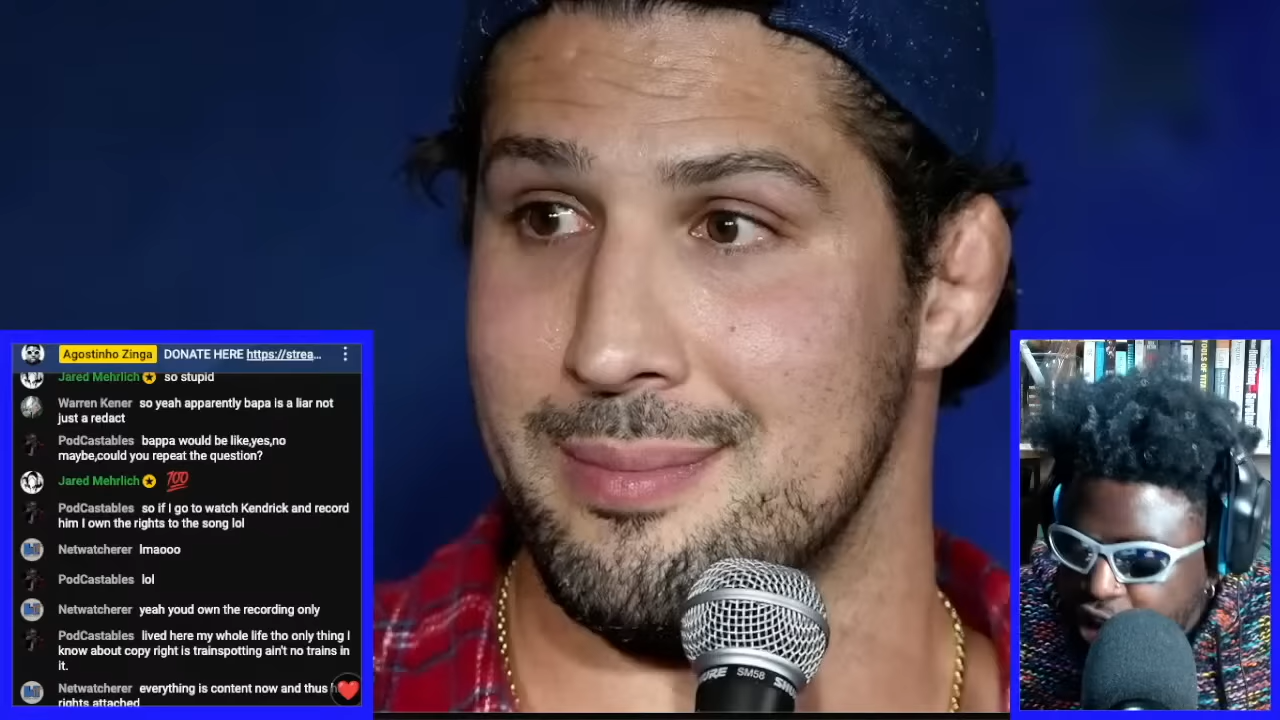 Agostinho Zinga DONATE HERE https://strea...
Jared Mehrlich so stupid
Warren Kener so yeah apparently bapa is a liar not
just a redact
PodCastables bappa would be like,yes,no
maybe,could you repeat the question?
Jared Mehrlich 💯
PodCastables so if I go to watch Kendrick and record
him I own the rights to the song lol
Netwatcherer lmaooo
PodCastables lol
Netwatcherer yeah youd own the recording only
PodCastables lived here my whole life tho only thing I
know about copy right is trainspotting ain't no trains in
it.
Netwatcherer everything is content now and thus
rights attached
SHURE SM58